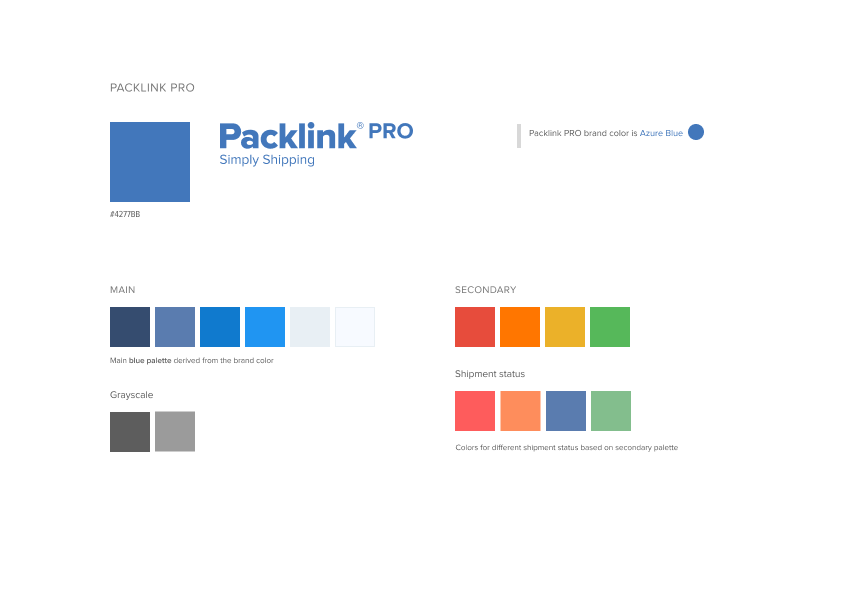 PACKLINK PRO
Packlink® PRO
Simply Shipping
Packlink PRO brand color is Azure Blue
#4277BB
MAIN
Main blue palette derived from the brand color
Grayscale
SECONDARY
Shipment status
Colors for different shipment status based on secondary palette